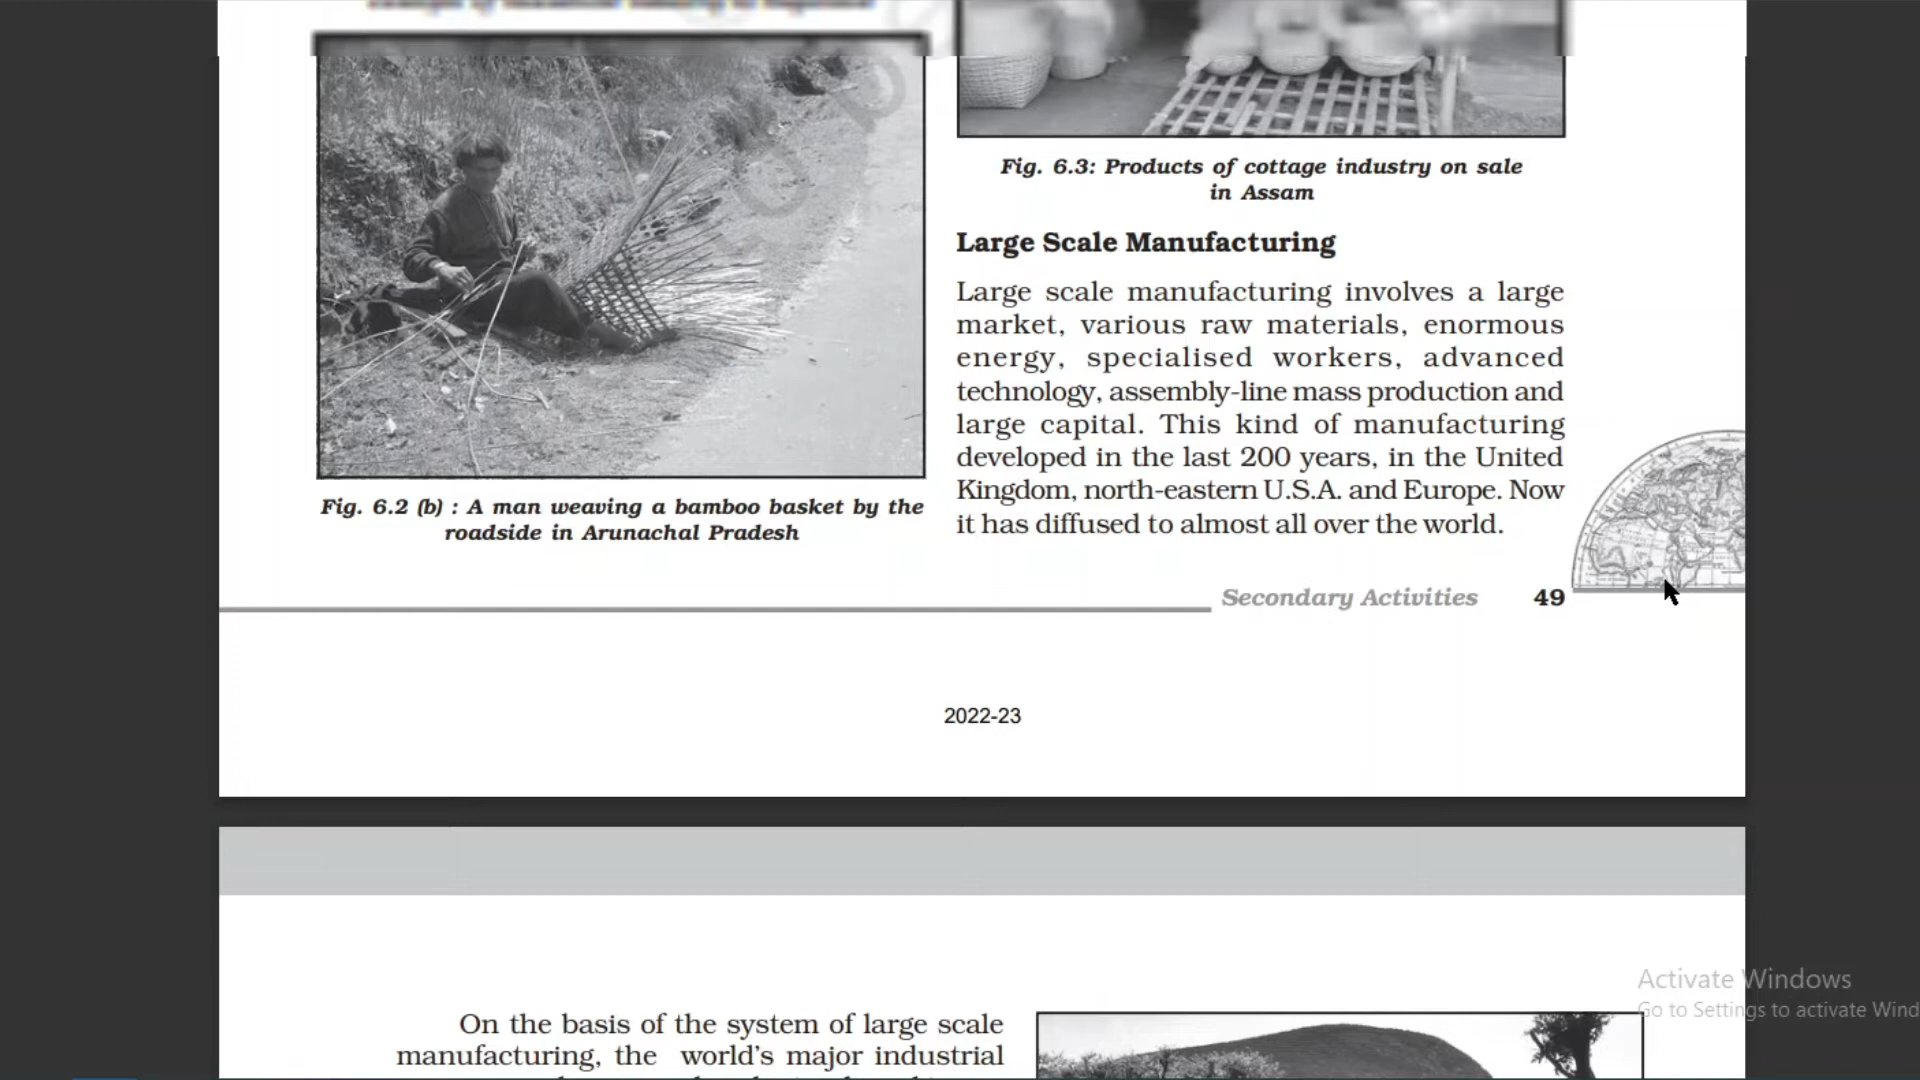 Fig. 6.2 (b) : A man weaving a bamboo basket by the
roadside in Arunachal Pradesh
Fig. 6.3: Products of cottage industry on sale
in Assam
Large Scale Manufacturing
Large scale manufacturing involves a large
market, various raw materials, enormous
energy, specialised workers, advanced
technology, assembly-line mass production and
large capital. This kind of manufacturing
developed in the last 200 years, in the United
Kingdom, north-eastern U.S.A. and Europe. Now
it has diffused to almost all over the world.
Secondary Activities 49
2022-23
On the basis of the system of large scale
manufacturing, the world's major industrial
Activate Windows
Go to Settings to activate Wind